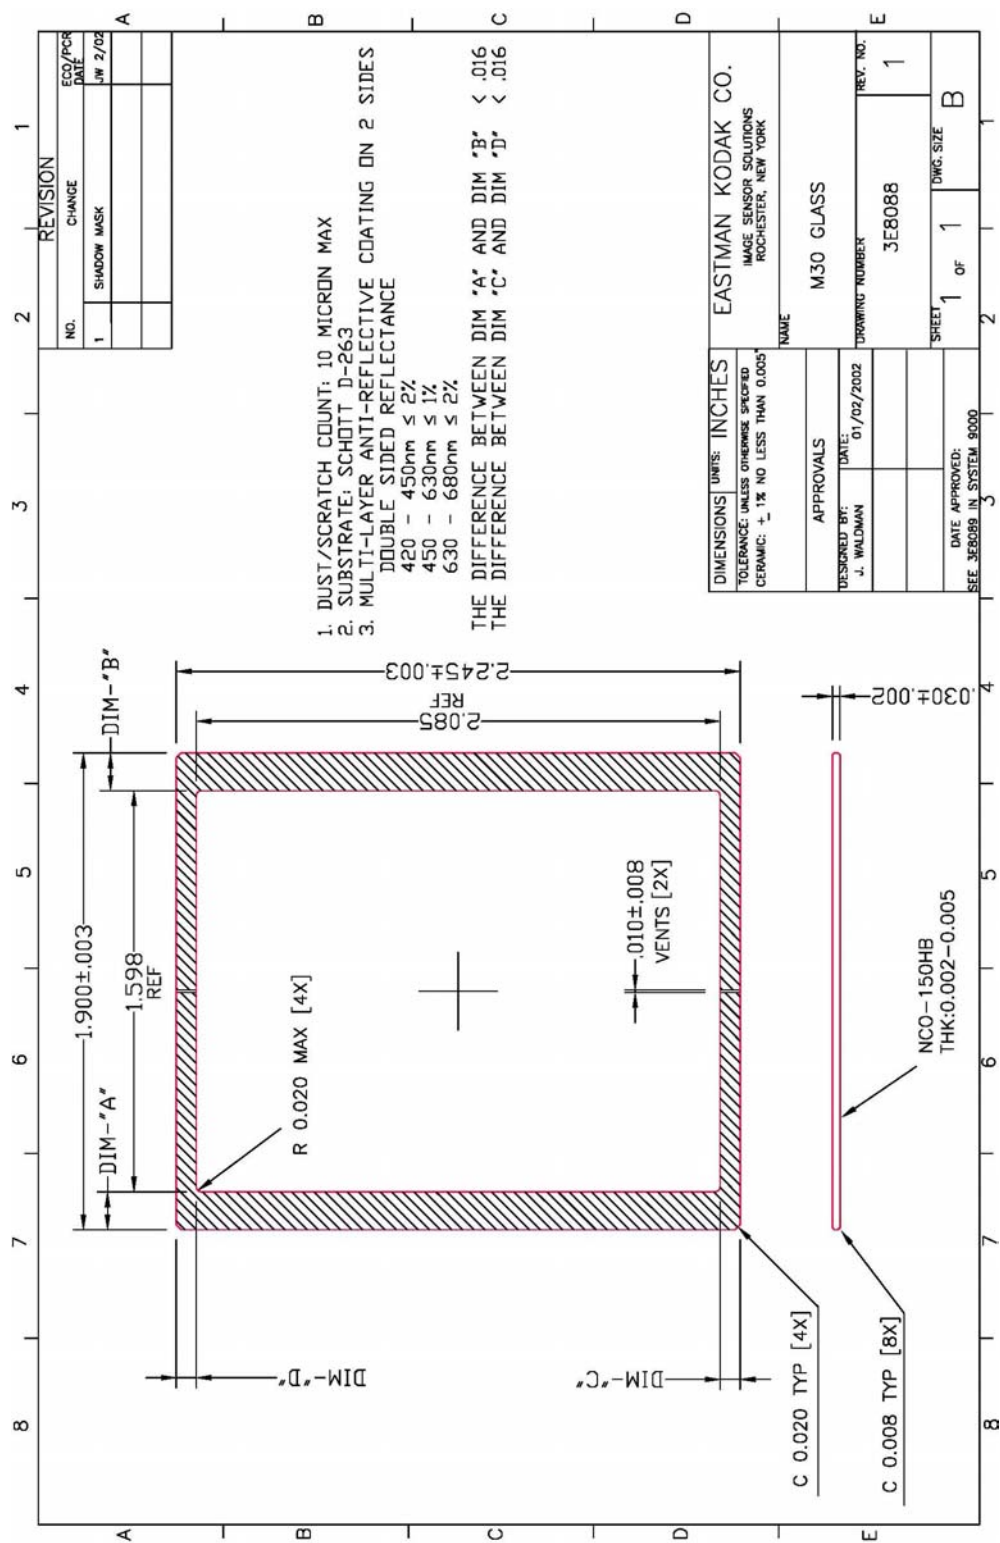 8
7
6
5
4
3
2
1
A
B
C
D
E
REVISION
NO.
CHANGE
ECO/PCR
DATE
1
SHADOW MASK
JW 2/02
DIM-"A"
1.900±.003
1.598
REF
DIM-"B"
DIM-"D"
DIM-"C"
R 0.020 MAX [4X]
.010±.008
VENTS [2X]
2.085
REF
2.245±.003
C 0.020 TYP [4X]
C 0.008 TYP [8X]
NCO-150HB
THK:0.002-0.005
.030±.002
1. DUST/SCRATCH COUNT: 10 MICRON MAX
2. SUBSTRATE: SCHOTT D-263
3. MULTI-LAYER ANTI-REFLECTIVE COATING ON 2 SIDES
DOUBLE SIDED REFLECTANCE
420 - 450nm ≤ 2%
450 - 630nm ≤ 1%
630 - 680nm ≤ 2%
THE DIFFERENCE BETWEEN DIM "A" AND DIM "B" < .016
THE DIFFERENCE BETWEEN DIM "C" AND DIM "D" < .016
DIMENSIONS
UNITS: INCHES
TOLERANCE: UNLESS OTHERWISE SPECIFIED
CERAMIC: +_ 1% NO LESS THAN 0.005"
APPROVALS
DESIGNED BY:
J. WALDMAN
DATE:
01/02/2002
DATE APPROVED:
SEE 3E8089 IN SYSTEM 9000
EASTMAN KODAK CO.
IMAGE SENSOR SOLUTIONS
ROCHESTER, NEW YORK
NAME
M30 GLASS
DRAWING NUMBER
3E8088
REV. NO.
1
SHEET
1 OF 1
DWG. SIZE
B
8
7
6
5
4
3
2
1
A
B
C
D
E